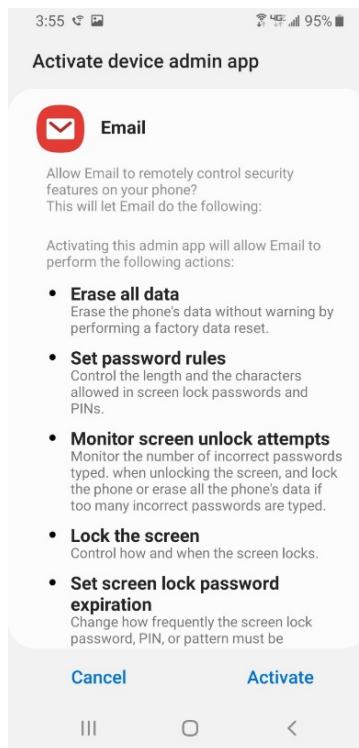 3:55 4GE 95%
Activate device admin app
Email
Allow Email to remotely control security
features on your phone?
This will let Email do the following:
Activating this admin app will allow Email to
perform the following actions:
• Erase all data
Erase the phone's data without warning by
performing a factory data reset.
• Set password rules
Control the length and the characters
allowed in screen lock passwords and
PINs.
• Monitor screen unlock attempts
Monitor the number of incorrect passwords
typed. when unlocking the screen, and lock
the phone or erase all the phone's data if
too many incorrect passwords are typed.
• Lock the screen
Control how and when the screen locks.
• Set screen lock password
expiration
Change how frequently the screen lock
password, PIN, or pattern must be
Cancel Activate